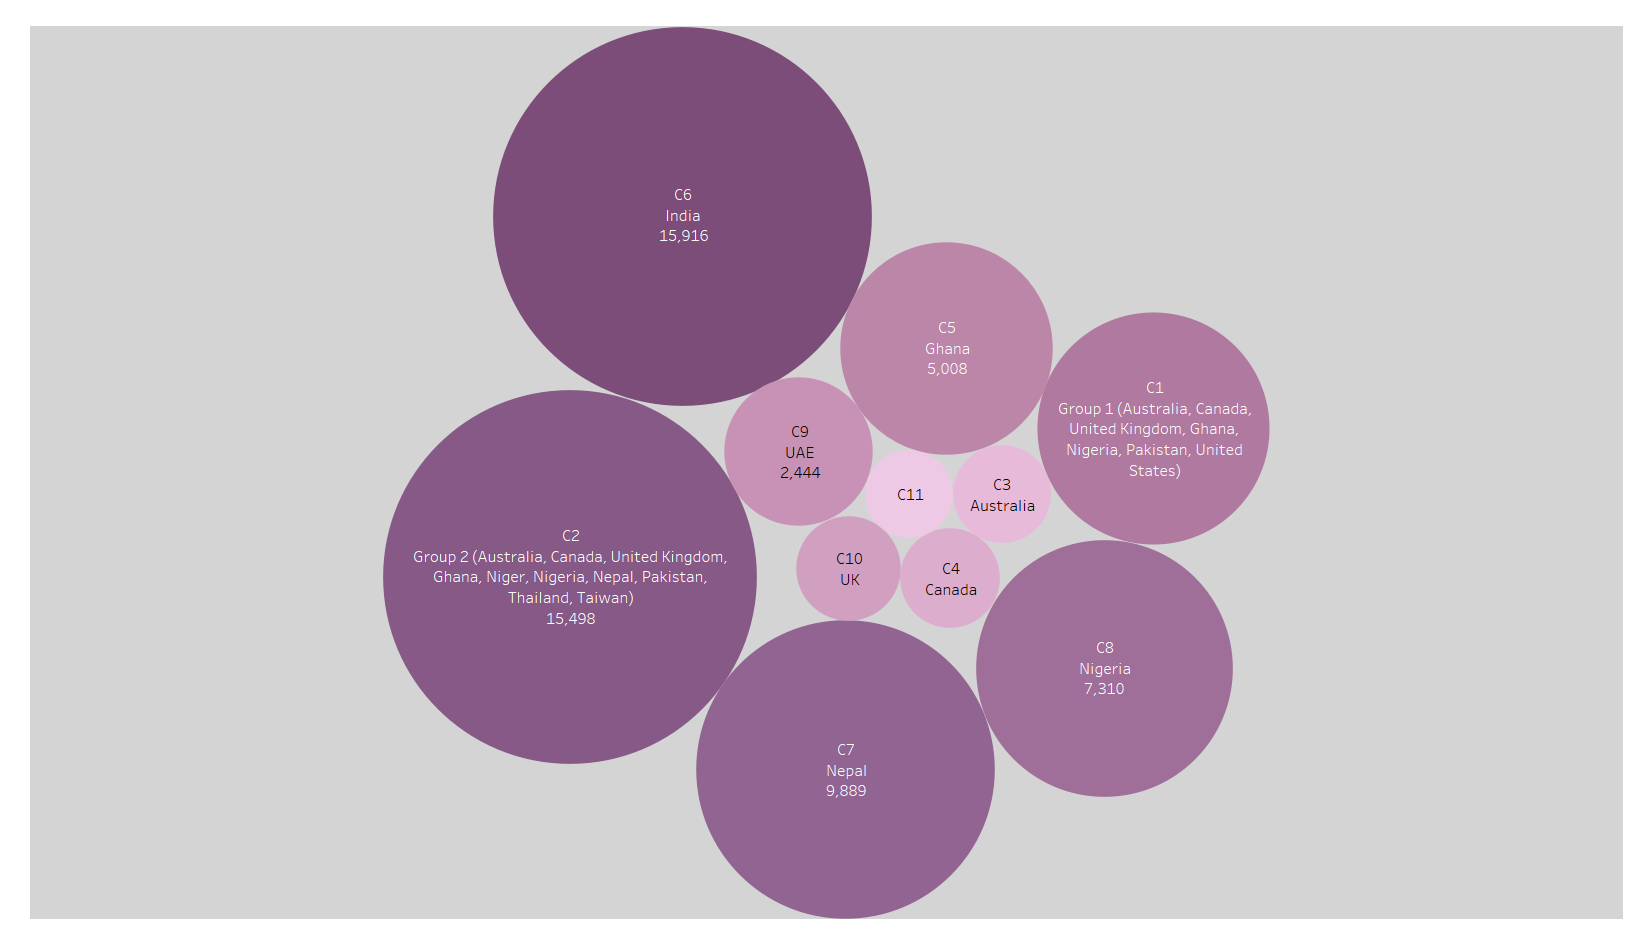 C6
India
15,916
C5
Ghana
5,008
C1
Group 1 (Australia, Canada,
United Kingdom, Ghana,
Nigeria, Pakistan, United
States)
C9
UAE
2,444
C11
C3
Australia
C2
Group 2 (Australia, Canada, United Kingdom,
Ghana, Niger, Nigeria, Nepal, Pakistan,
Thailand, Taiwan)
15,498
C10
UK
C4
Canada
C8
Nigeria
7,310
C7
Nepal
9,889